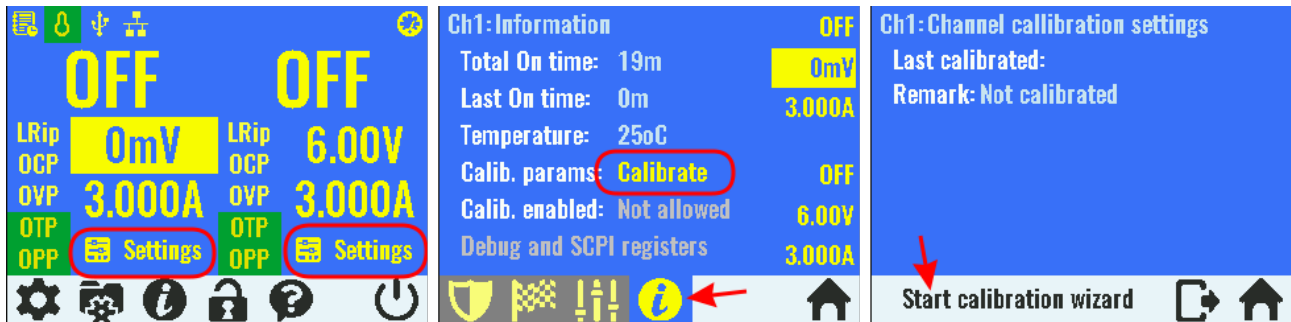 OFF OFF
LRip 0mV LRip 6.00V
OCP OCP
OVP 3.000A OVP 3.000A
OTP OTP
OPP Settings OPP Settings
Ch1:Information OFF
Total On time: 19m 0mV
Last On time: 0m 3.000A
Temperature: 25oC
Calib. params: Calibrate OFF
Calib. enabled: Not allowed 6.00V
Debug and SCPI registers 3.000A
Ch1:Channel callibration settings
Last calibrated:
Remark: Not calibrated
Start calibration wizard